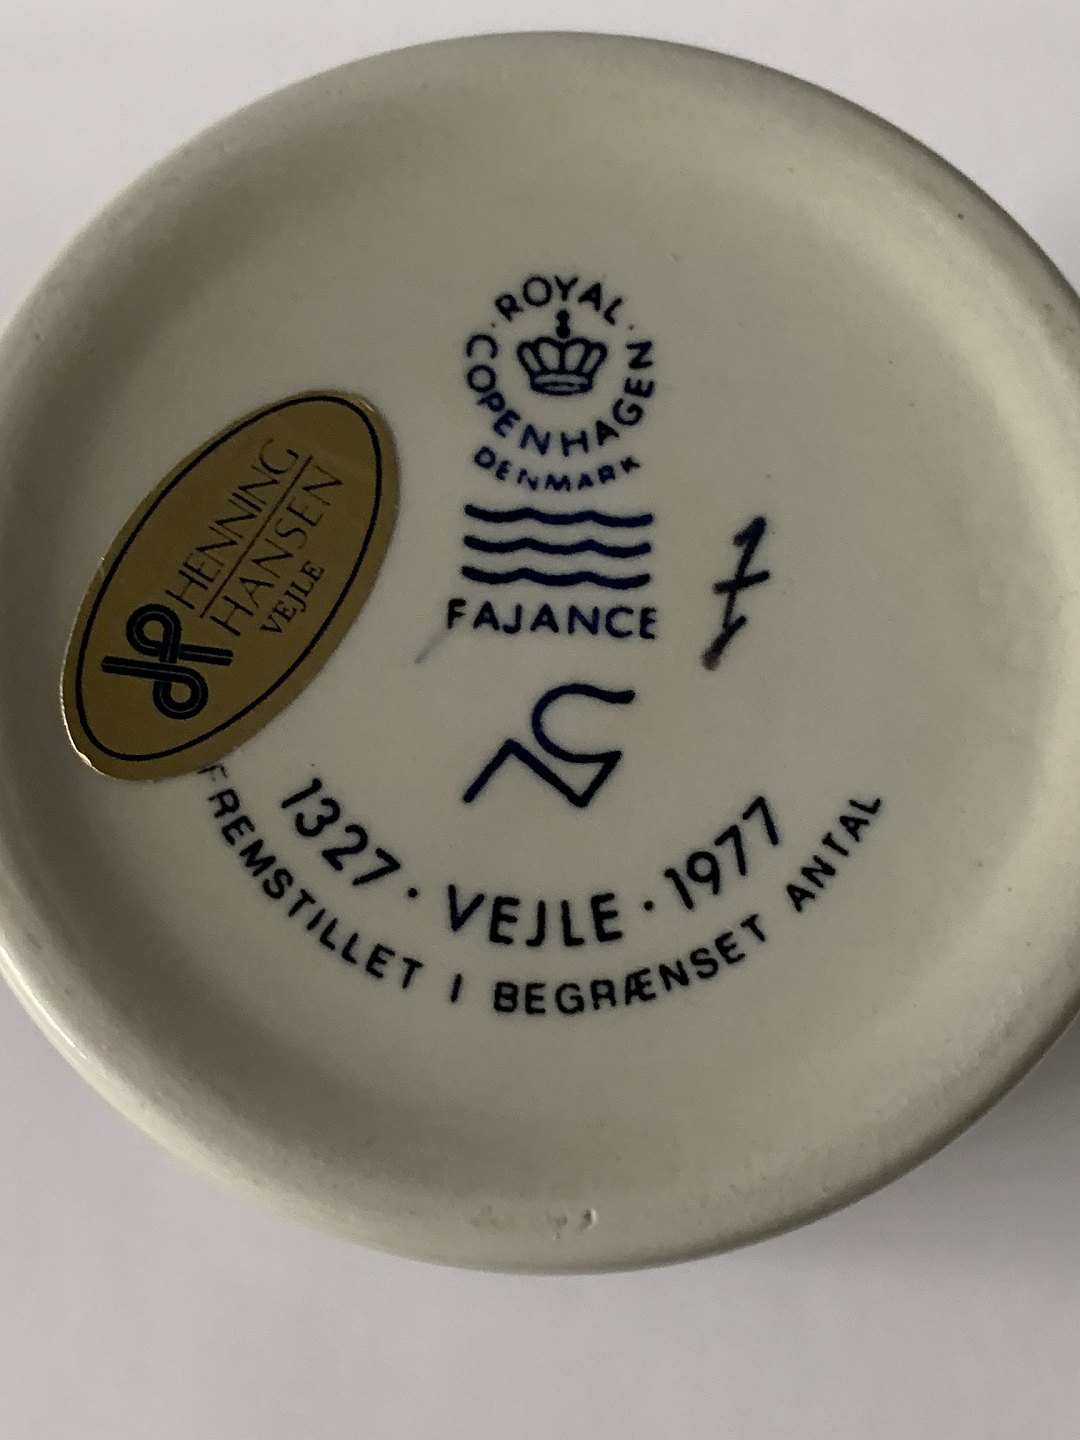 ROYAL
COPENHAGEN
DENMARK
FAJANCE
HENNING
HANSEN
VEJLE
1327 · VEJLE · 1977
FREMSTILLET I BEGRÆNSET ANTAL